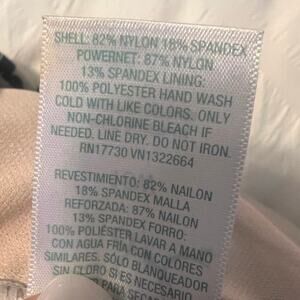 SHELL: 82% NYLON 18% SPANDEX
POWERNET: 87% NYLON
13% SPANDEX LINING:
100% POLYESTER HAND WASH
COLD WITH LIKE COLORS. ONLY
NON-CHLORINE BLEACH IF
NEEDED. LINE DRY. DO NOT IRON.
RN17730 VN1322664
REVESTIMIENTO: 82% NAILON
18% SPANDEX MALLA
REFORZADA: 87% NAILON
13% SPANDEX FORRO:
100% POLIÉSTER LAVAR A MANO
CON AGUA FRÍA CON COLORES
SIMILARES. SÓLO BLANQUEADOR
SIN CLORO SI ES NECESARIO
PARA